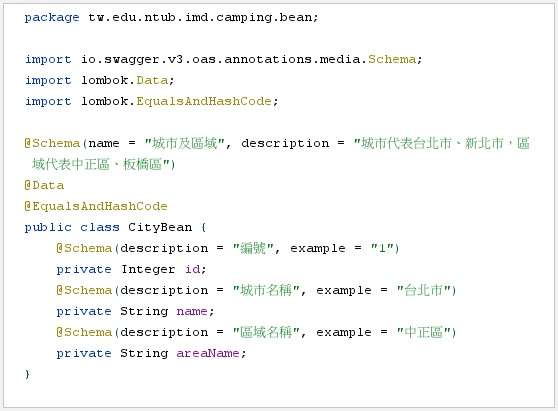 package tw.edu.ntub.imd.camping.bean;
import io.swagger.v3.oas.annotations.media.Schema;
import lombok.Data;
import lombok.EqualsAndHashCode;
@Schema(name = "城市及區域", description = "城市代表台北市、新北市，區
域代表中正區、板橋區")
@Data
@EqualsAndHashCode
public class CityBean {
@Schema(description = "編號", example = "1")
private Integer id;
@Schema(description = "城市名稱", example = "台北市")
private String name;
@Schema(description = "區域名稱", example = "中正區")
private String areaName;
}